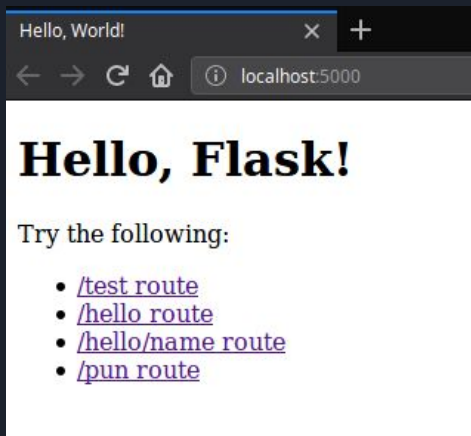 Hello, World!
localhost:5000
Hello, Flask!
Try the following:
/test route
/hello route
/hello/name route
/pun route